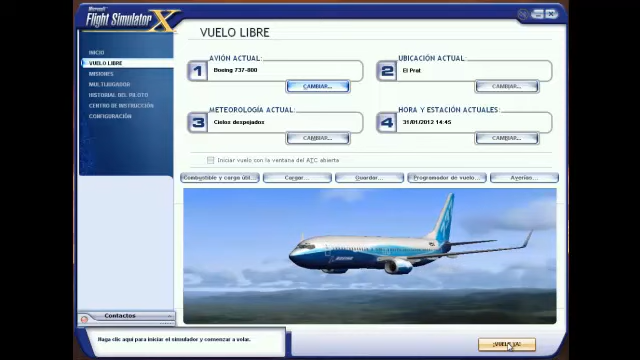 Microsoft
Flight Simulator X
VUELO LIBRE
INICIO
VUELO LIBRE
MISIONES
MULTIJUGADOR
HISTORIAL DEL PILOTO
CENTRO DE INSTRUCCIÓN
CONFIGURACIÓN
1
AVIÓN ACTUAL:
Boeing 737-800
CAMBIAR...
2
UBICACIÓN ACTUAL:
El Prat
CAMBIAR...
3
METEOROLOGÍA ACTUAL:
Cielos despejados
CAMBIAR...
4
HORA Y ESTACIÓN ACTUALES:
31/01/2012 14:45
CAMBIAR...
Iniciar vuelo con la ventana del ATC abierta
Combustible y carga útil...
Cargar...
Guardar...
Programador de vuelo...
Averías...
BOEING
Contactos
Haga clic aquí para iniciar el simulador y comenzar a volar.
¡VUELE YA!